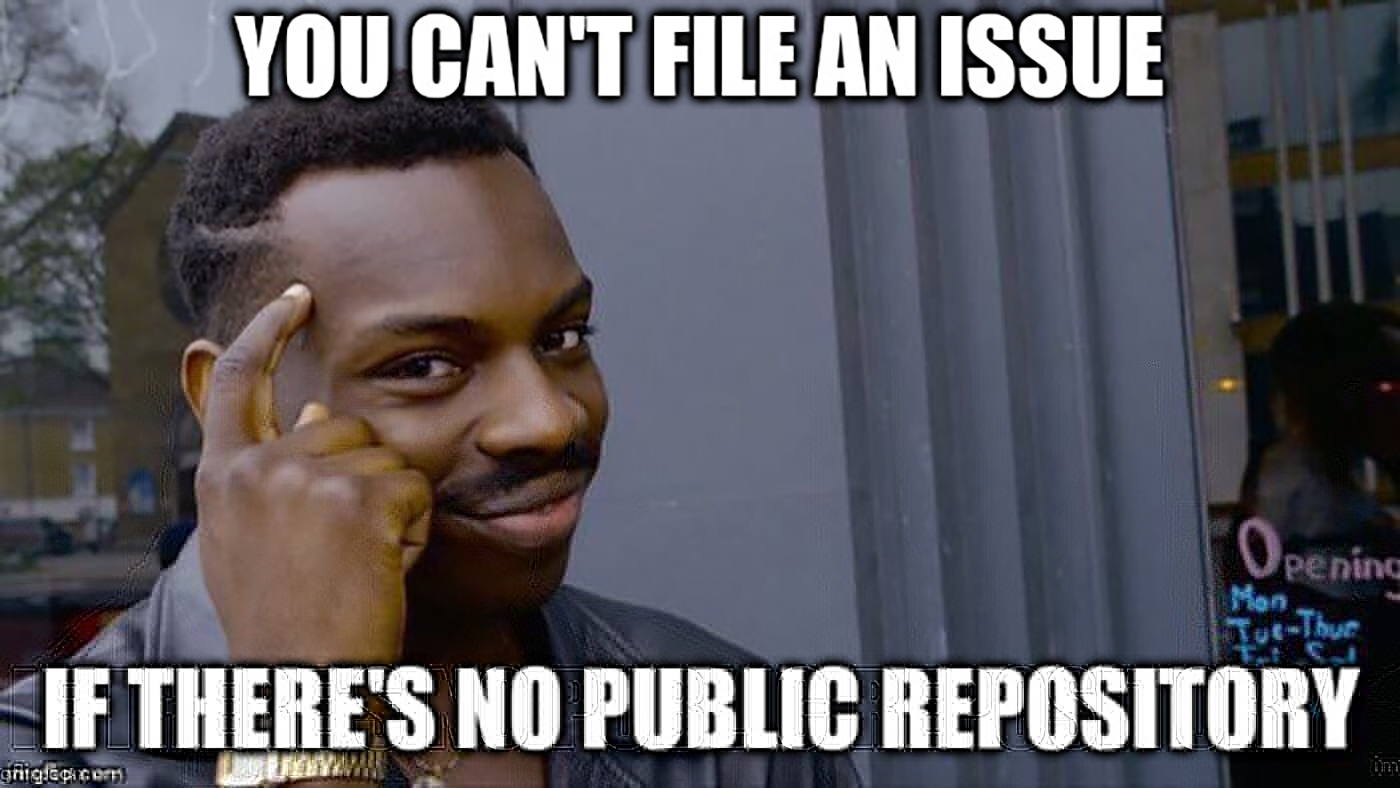 YOU CAN'T FILE AN ISSUE
Opening
Mon
Tue-Thur
IF THERE'S NO PUBLIC REPOSITORY